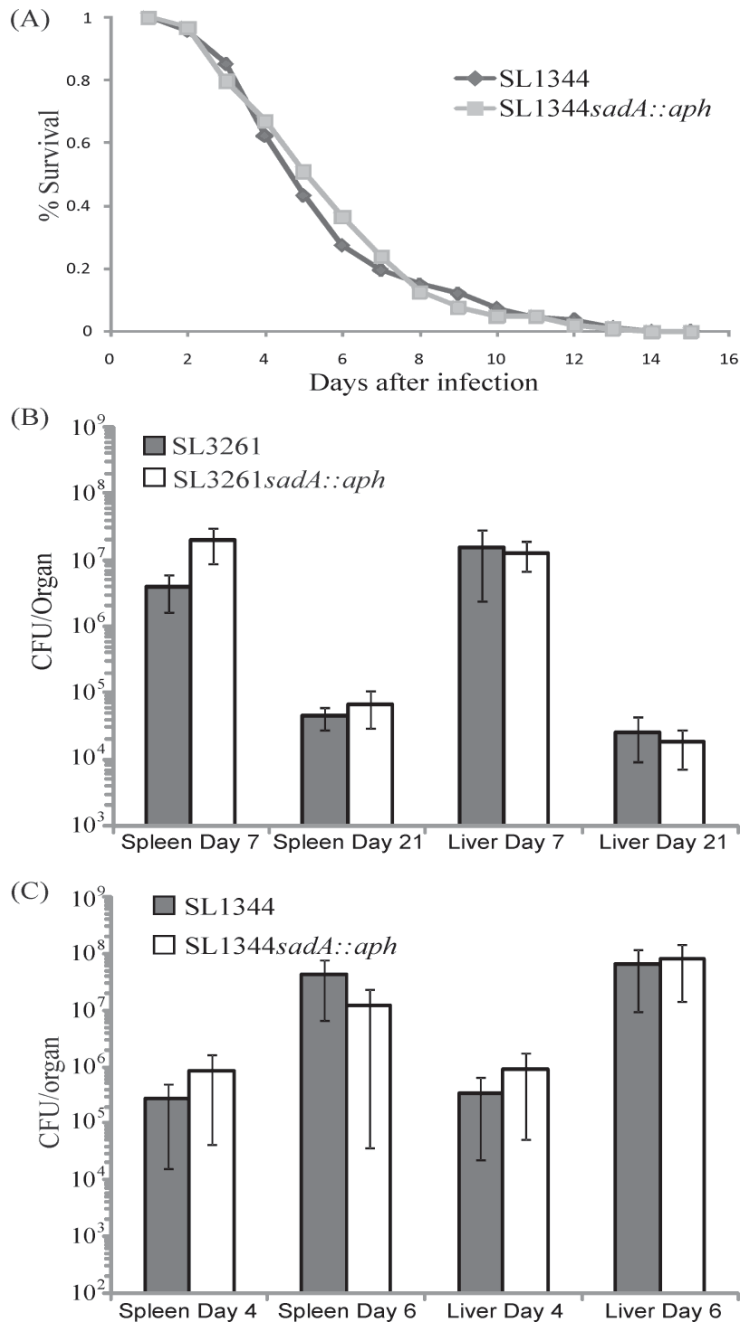 (A)
1
0.8
0.6
0.4
0.2
0
% Survival
SL1344
SL1344sadA::aph
0 2 4 6 8 10 12 14 16
Days after infection
(B)
10⁹
10⁸
10⁷
10⁶
10⁵
10⁴
10³
CFU/Organ
SL3261
SL3261sadA::aph
Spleen Day 7 Spleen Day 21 Liver Day 7 Liver Day 21
(C)
10⁹
10⁸
10⁷
10⁶
10⁵
10⁴
10³
10²
CFU/organ
SL1344
SL1344sadA::aph
Spleen Day 4 Spleen Day 6 Liver Day 4 Liver Day 6